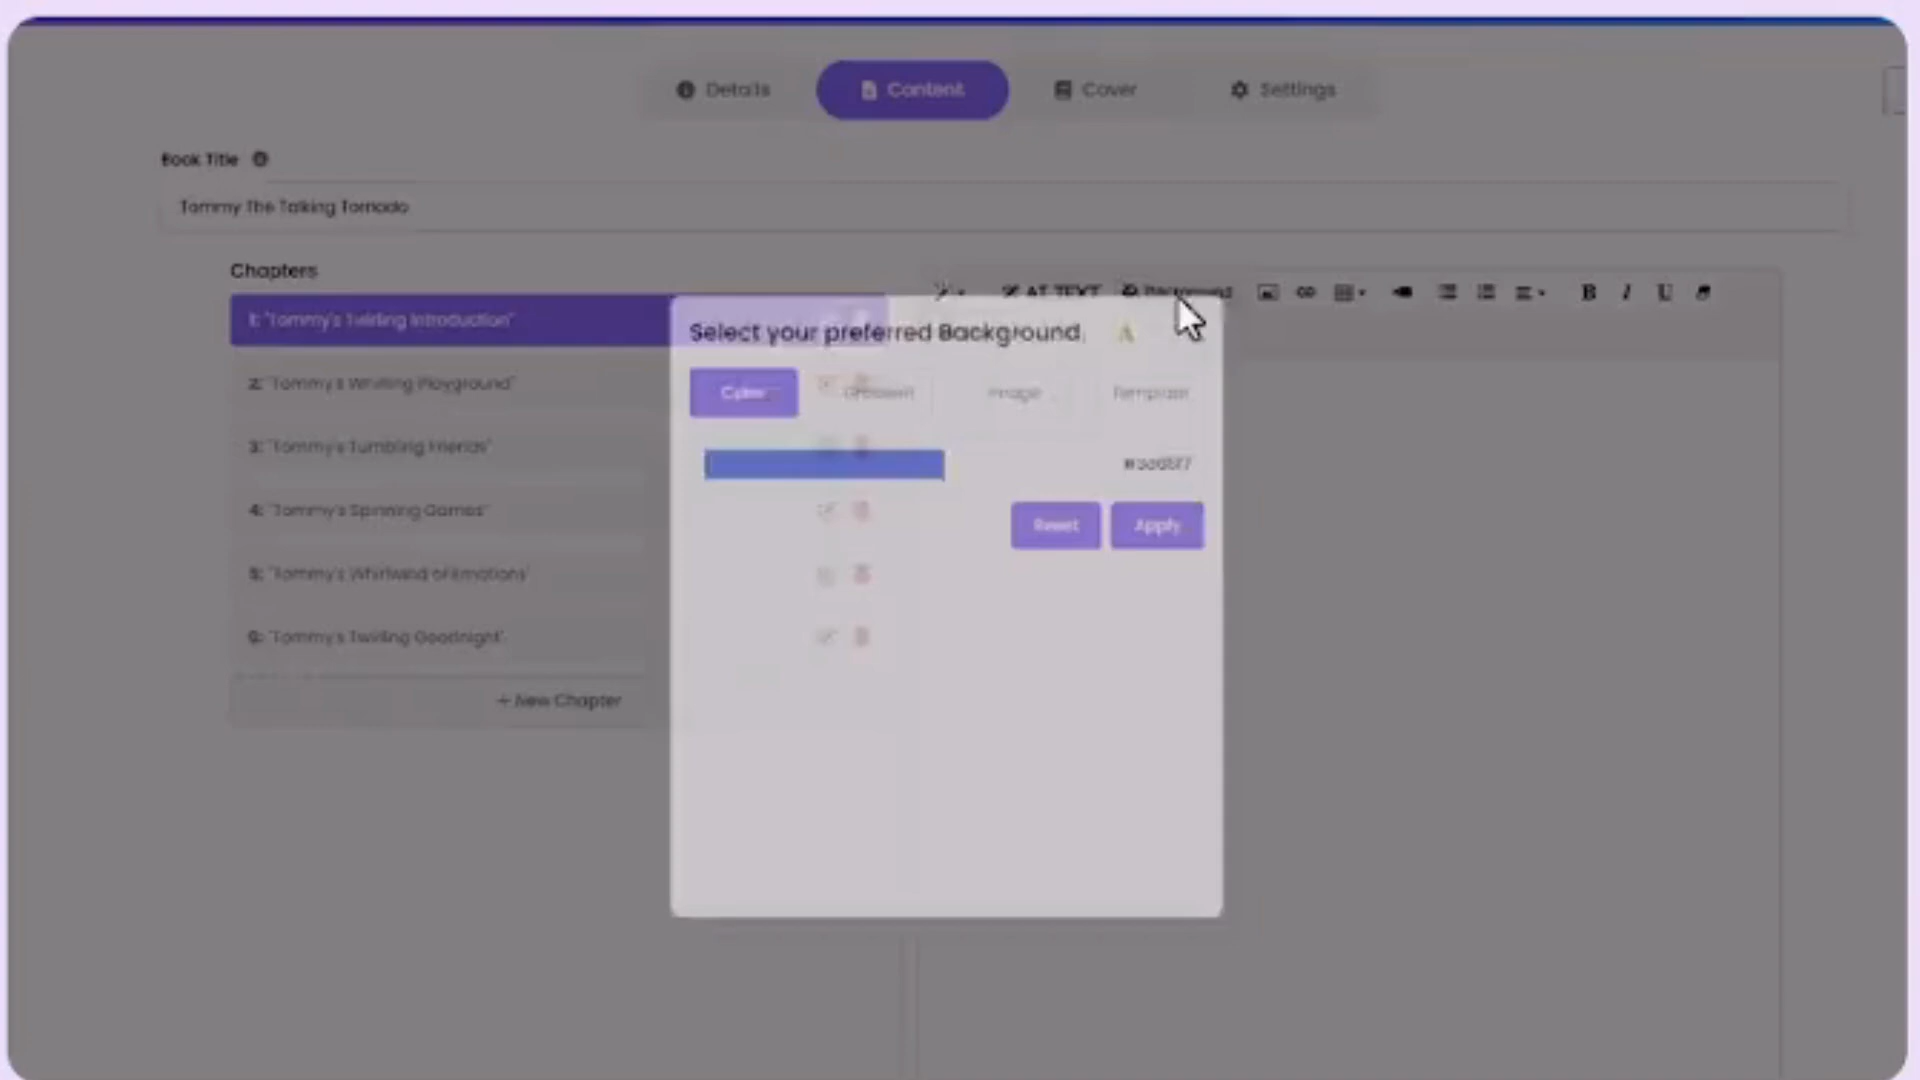 Details
Content
Cover
Settings
Book Title
Tommy The Talking Tornado
Chapters
AI TEXT
Background
B I U
1: "Tommy's Twirling Introduction"
2: "Tommy's Whirling Playground"
3: "Tommy's Tumbling Friends"
4: "Tommy's Spinning Games"
5: "Tommy's Whirlwind of Emotions"
6: "Tommy's Twirling Goodnight"
+ New Chapter
Select your preferred Background.
Color
Gradient
Image
Template
Reset
Apply